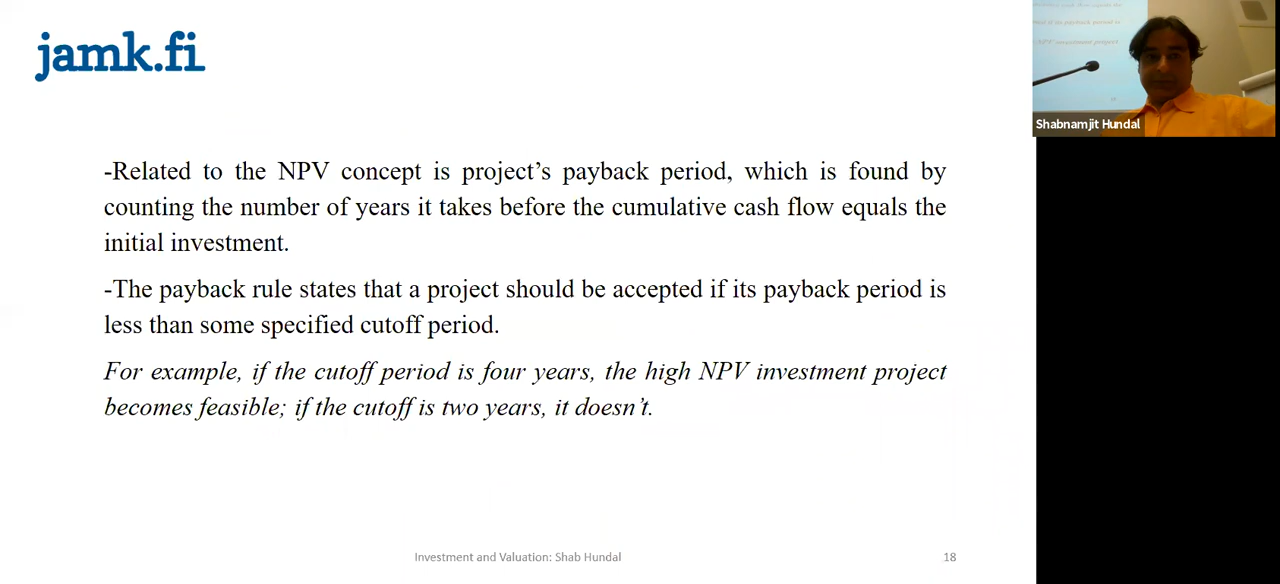 jamk.fi
-Related to the NPV concept is project’s payback period, which is found by
counting the number of years it takes before the cumulative cash flow equals the
initial investment.
-The payback rule states that a project should be accepted if its payback period is
less than some specified cutoff period.
For example, if the cutoff period is four years, the high NPV investment project
becomes feasible; if the cutoff is two years, it doesn’t.
Investment and Valuation: Shab Hundal
18
Shabnamjit Hundal